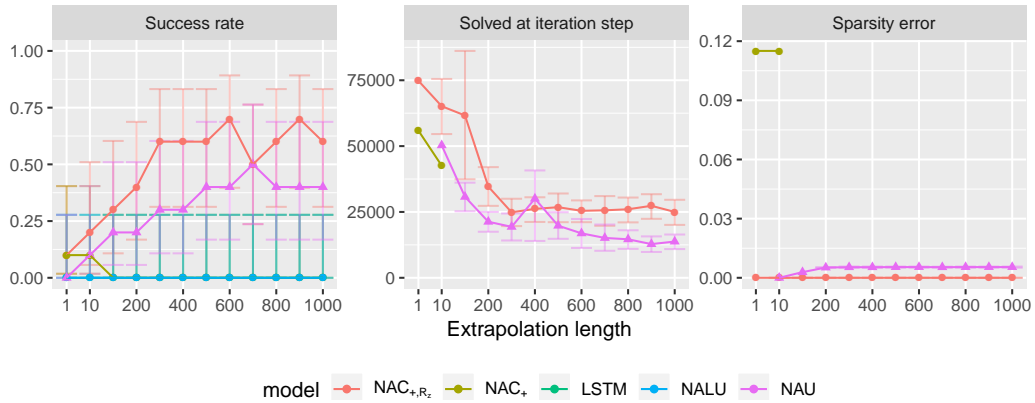 Success rate
Solved at iteration step
Sparsity error
1.00
0.75
0.50
0.25
0.00
1 10 200 400 600 800 1000
75000
50000
25000
0
1 10 200 400 600 800 1000
0.12
0.09
0.06
0.03
0.00
1 10 200 400 600 800 1000
Extrapolation length
model NAC+,Rz NAC+ LSTM NALU NAU